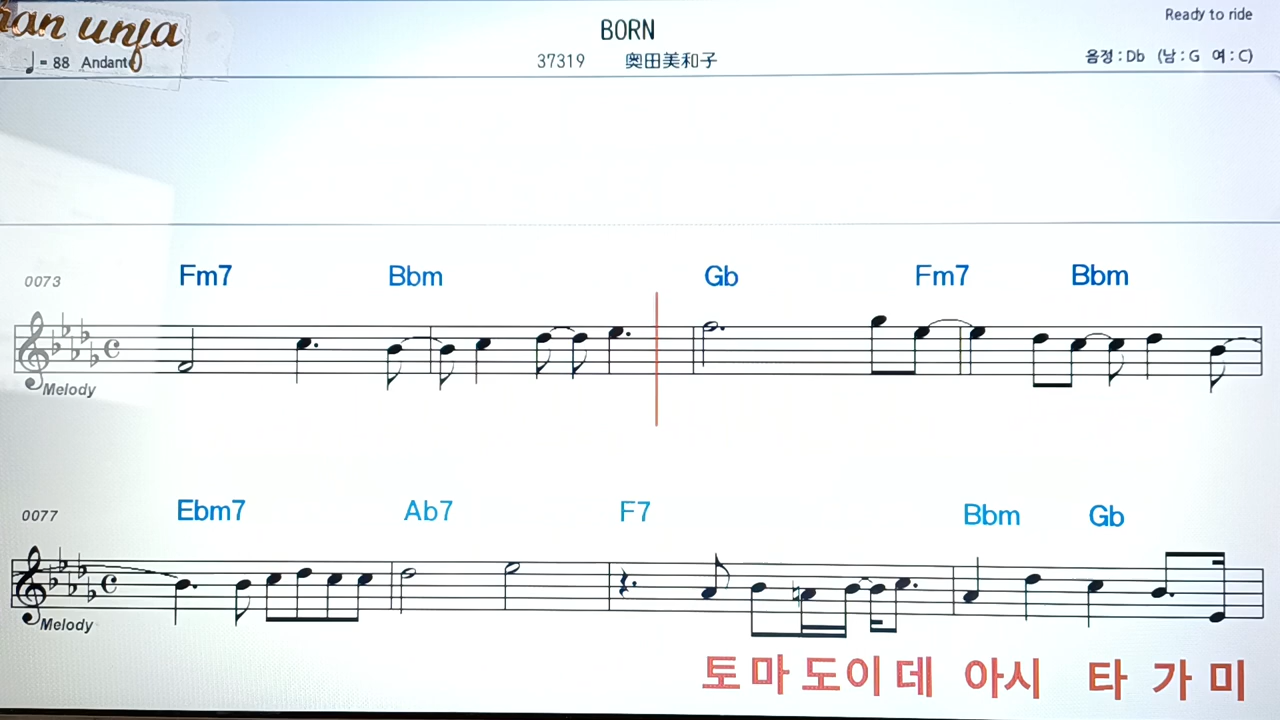 BORN
Ready to ride
♩= 88 Andante
37319 奥田美和子
음정 : Db (남 : G 여 : C)
0073 Fm7 Bbm Gb Fm7 Bbm
Melody
0077 Ebm7 Ab7 F7 Bbm Gb
Melody
토 마 도이 데 아시 타 가 미